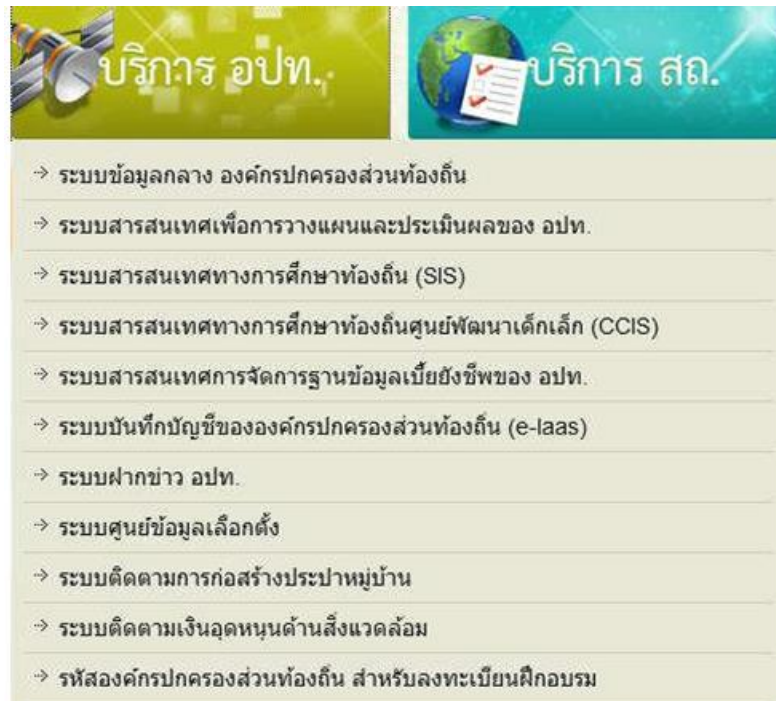 บริการ อปท.
บริการ สถ.
ระบบข้อมูลกลาง องค์กรปกครองส่วนท้องถิ่น
ระบบสารสนเทศเพื่อการวางแผนและประเมินผลของ อปท.
ระบบสารสนเทศทางการศึกษาท้องถิ่น (SIS)
ระบบสารสนเทศทางการศึกษาท้องถิ่นศูนย์พัฒนาเด็กเล็ก (CCIS)
ระบบสารสนเทศการจัดการฐานข้อมูลเบี้ยยังชีพของ อปท.
ระบบบันทึกบัญชีขององค์กรปกครองส่วนท้องถิ่น (e-laas)
ระบบฝากข่าว อปท.
ระบบศูนย์ข้อมูลเลือกตั้ง
ระบบติดตามการก่อสร้างประปาหมู่บ้าน
ระบบติดตามเงินอุดหนุนด้านสิ่งแวดล้อม
รหัสองค์กรปกครองส่วนท้องถิ่น สำหรับลงทะเบียนฝึกอบรม